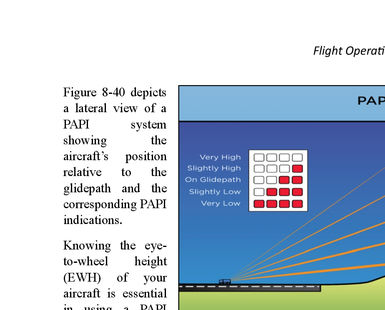 Flight Operati
Figure 8-40 depicts
a lateral view of a
PAPI system
showing the
aircraft's position
relative to the
glidepath and the
corresponding PAPI
indications.
Knowing the eye-
to-wheel height
(EWH) of your
aircraft is essential
in using a PAPI
PAP
Very High
Slightly High
On Glidepath
Slightly Low
Very Low